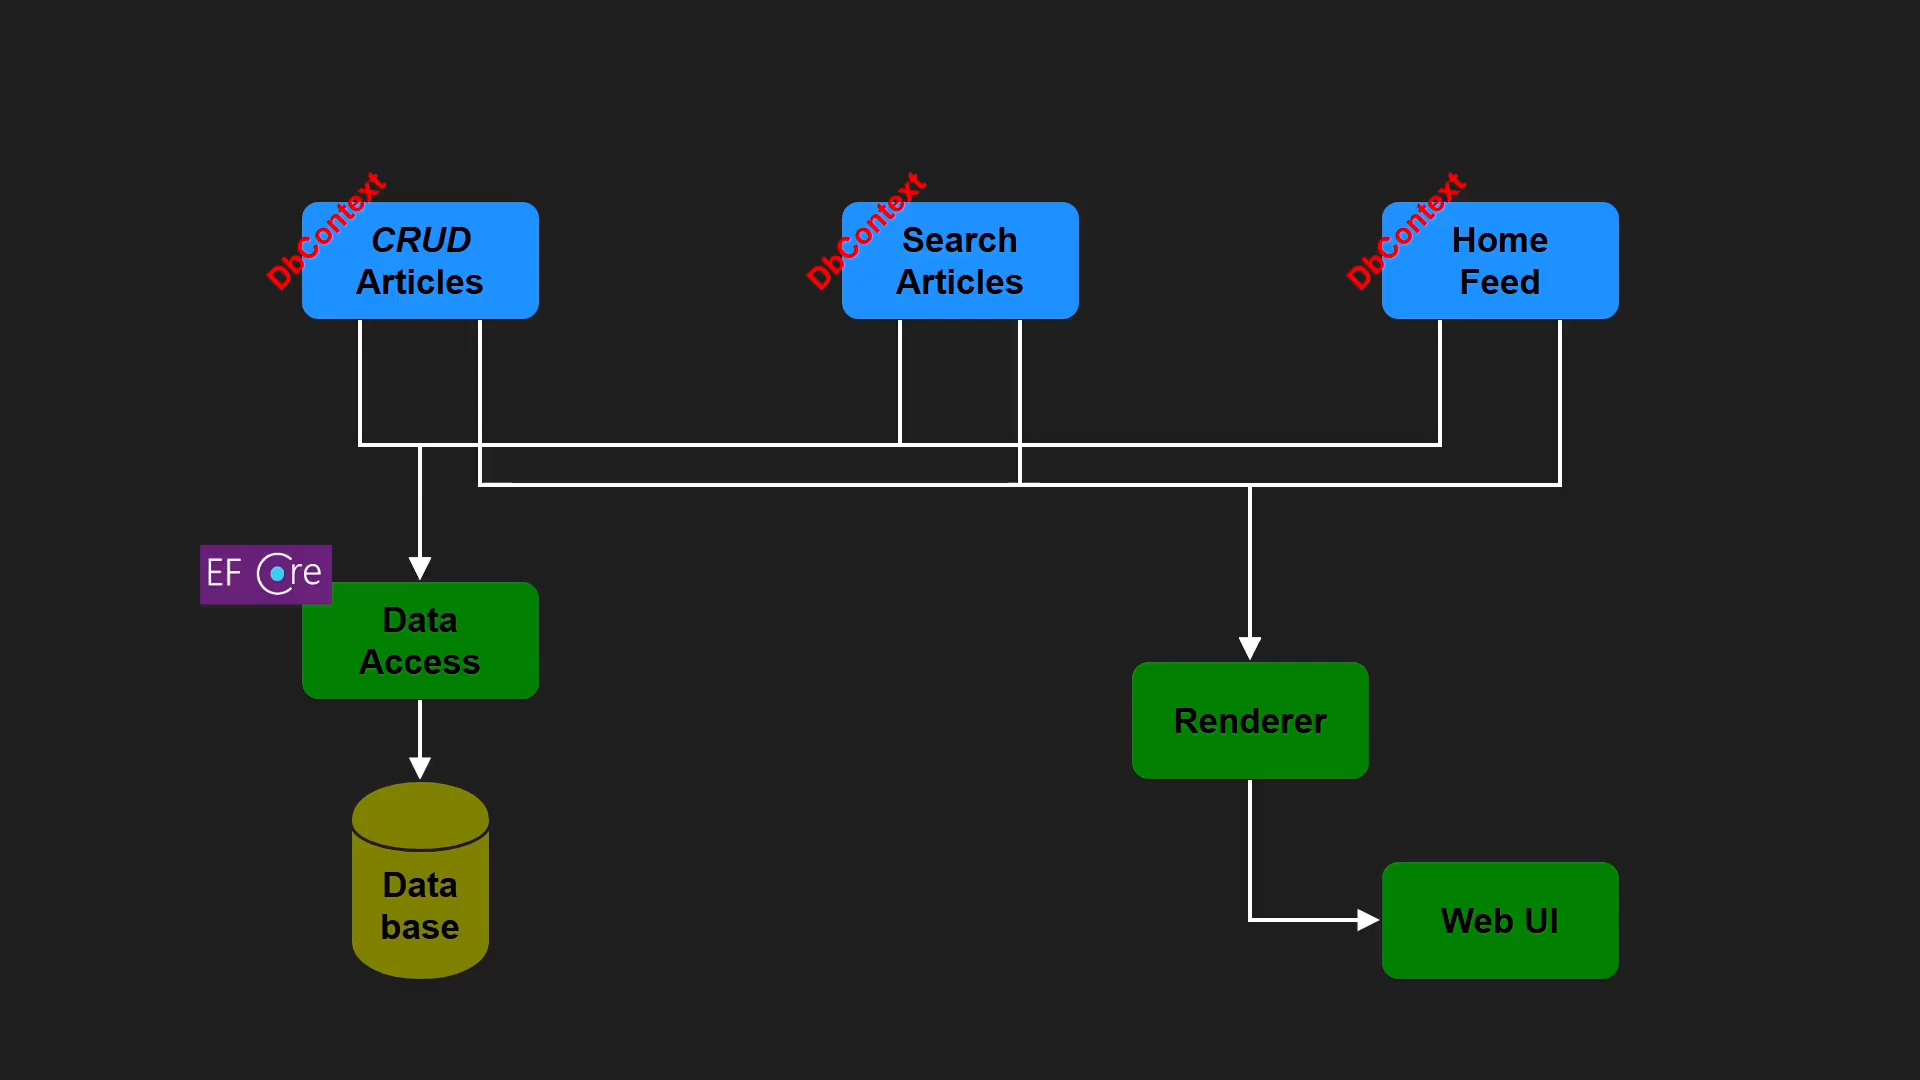 DbContext
CRUD
Articles
DbContext
Search
Articles
DbContext
Home
Feed
EF Core
Data
Access
Renderer
Data
base
Web UI